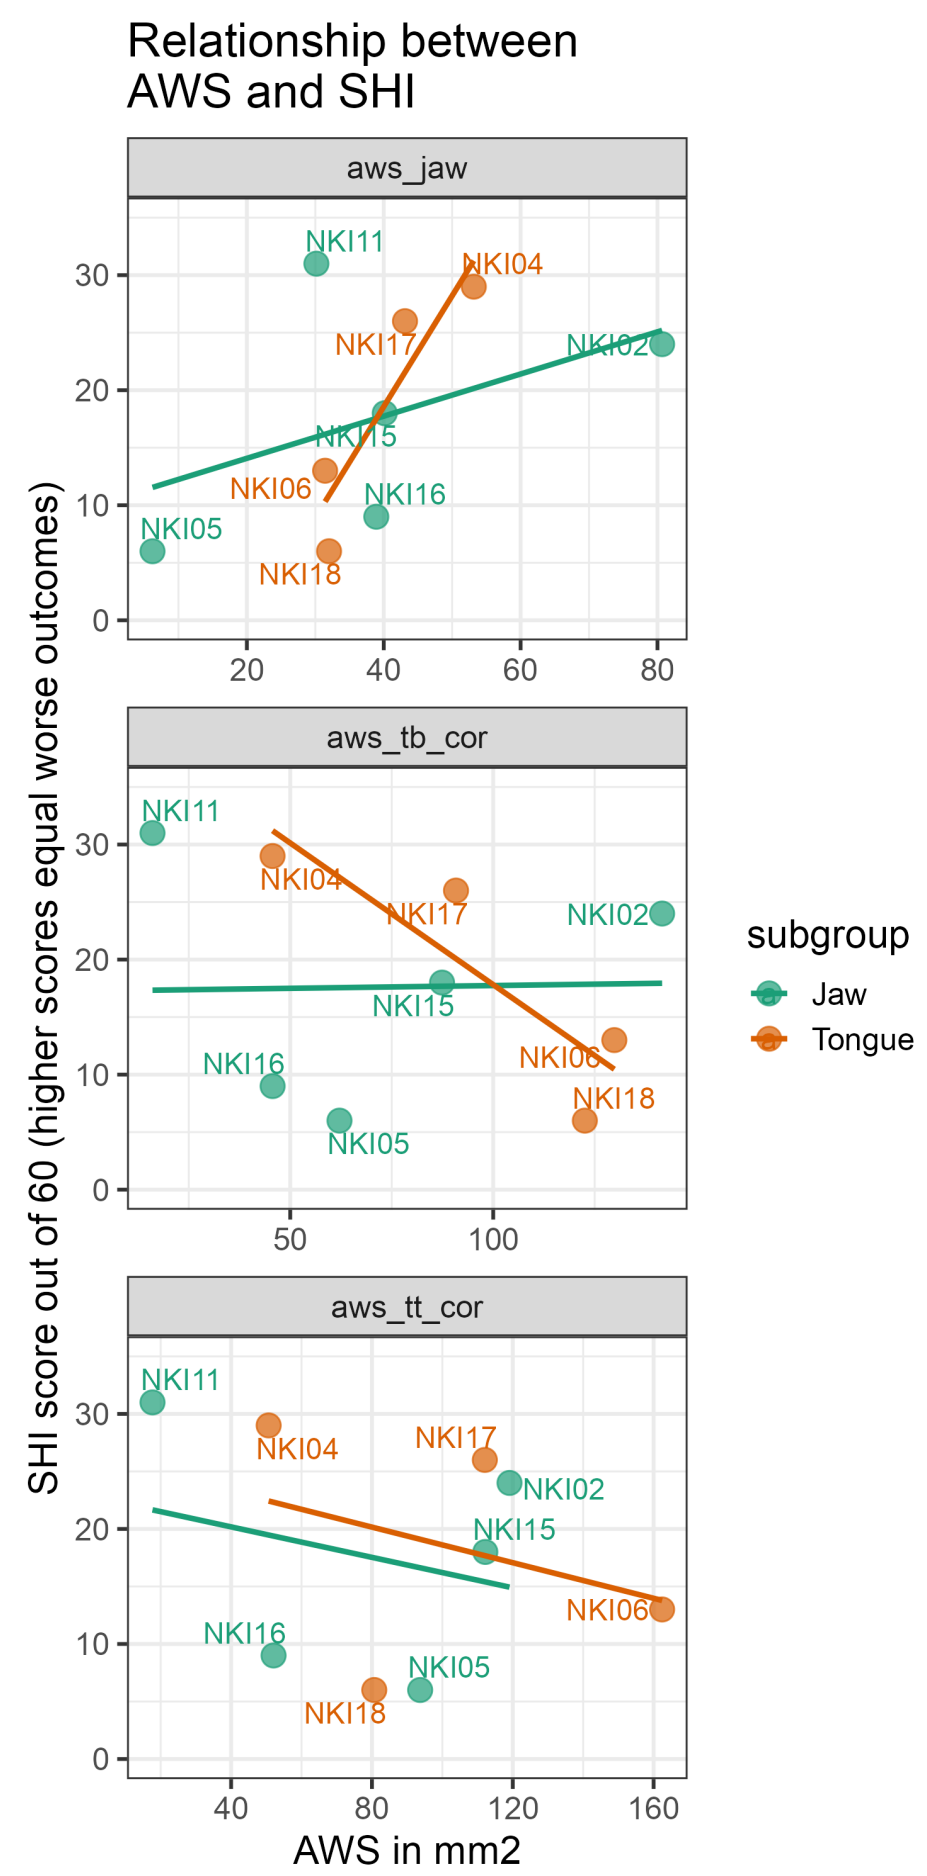 Relationship between
AWS and SHI
SHI score out of 60 (higher scores equal worse outcomes)
aws_jaw
NKI11
NKI04
NKI17
NKI02
NKI15
NKI06
NKI16
NKI05
NKI18
30
20
10
0
20 40 60 80
aws_tb_cor
NKI11
NKI04
NKI17
NKI02
NKI15
NKI16
NKI06
NKI18
NKI05
30
20
10
0
50 100
aws_tt_cor
NKI11
NKI17
NKI04
NKI02
NKI15
NKI06
NKI16
NKI05
NKI18
30
20
10
0
40 80 120 160
AWS in mm2
subgroup
Jaw
Tongue